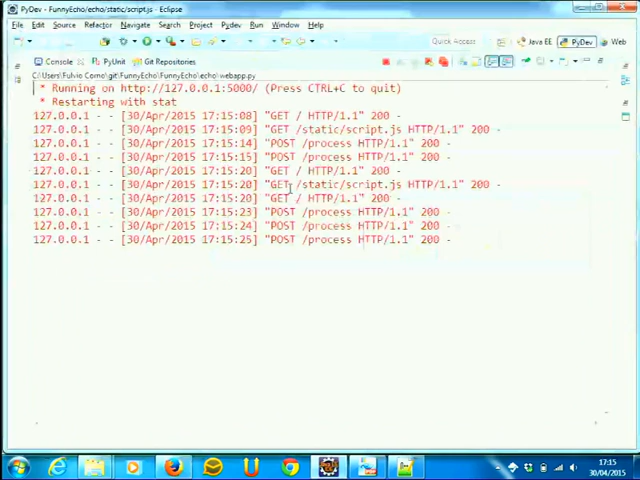 PyDev - FunnyEcho/echo/static/script.js - Eclipse
File Edit Source Refactor Navigate Search Project Pydev Run Window Help
Quick Access Java EE PyDev Web
Console PyUnit Git Repositories
C:\Users\Fulvio Corno\git\FunnyEcho\FunnyEcho\echo\webapp.py
* Running on http://127.0.0.1:5000/ (Press CTRL+C to quit)
* Restarting with stat
127.0.0.1 - - [30/Apr/2015 17:15:08] "GET / HTTP/1.1" 200 -
127.0.0.1 - - [30/Apr/2015 17:15:09] "GET /static/script.js HTTP/1.1" 200 -
127.0.0.1 - - [30/Apr/2015 17:15:14] "POST /process HTTP/1.1" 200 -
127.0.0.1 - - [30/Apr/2015 17:15:15] "POST /process HTTP/1.1" 200 -
127.0.0.1 - - [30/Apr/2015 17:15:20] "GET / HTTP/1.1" 200 -
127.0.0.1 - - [30/Apr/2015 17:15:20] "GET /static/script.js HTTP/1.1" 200 -
127.0.0.1 - - [30/Apr/2015 17:15:20] "GET / HTTP/1.1" 200 -
127.0.0.1 - - [30/Apr/2015 17:15:23] "POST /process HTTP/1.1" 200 -
127.0.0.1 - - [30/Apr/2015 17:15:24] "POST /process HTTP/1.1" 200 -
127.0.0.1 - - [30/Apr/2015 17:15:25] "POST /process HTTP/1.1" 200 -
17:15
30/04/2015